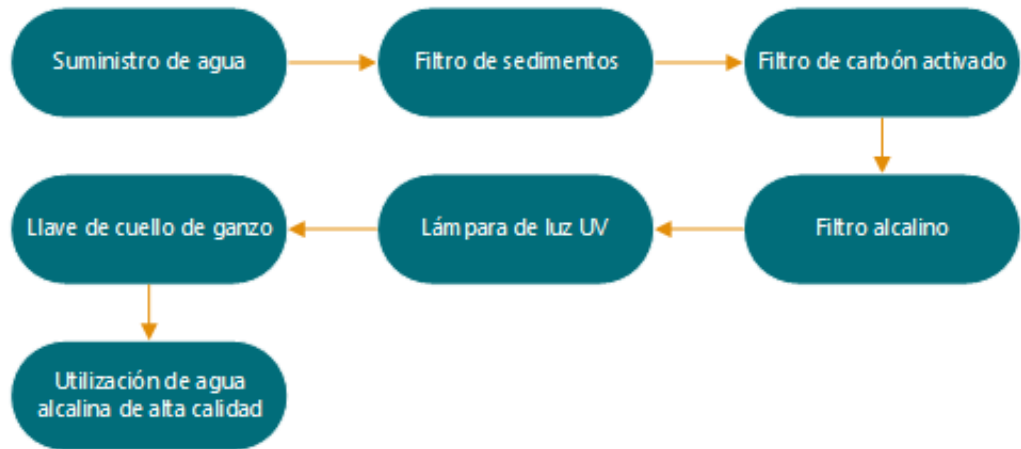 Suministro de agua
Filtro de sedimentos
Filtro de carbón activado
Filtro alcalino
Lámpara de luz UV
Llave de cuello de ganzo
Utilización de agua
alcalina de alta calidad